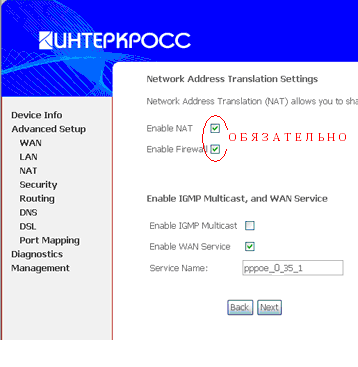 ИНТЕРКРОСС
Network Address Translation Settings
Network Address Translation (NAT) allows you to sha
Device Info
Advanced Setup
WAN
LAN
NAT
Security
Routing
DNS
DSL
Port Mapping
Diagnostics
Management
Enable NAT
Enable Firewall
ОБЯЗАТЕЛЬНО
Enable IGMP Multicast, and WAN Service
Enable IGMP Multicast
Enable WAN Service
Service Name: pppoe_0_35_1
Back Next